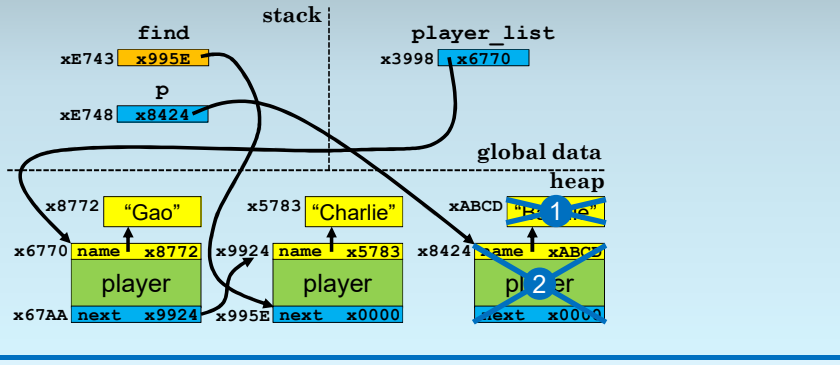 stack
find
player_list
xE743 x995E
x3998 x6770
p
xE748 x8424
global data
heap
x8772 "Gao"
x5783 "Charlie"
xABCD 1
x6770 name x8772
x9924 name x5783
x8424 name xABCD
player
player
player 2
x67AA next x9924
x995E next x0000
next x0000